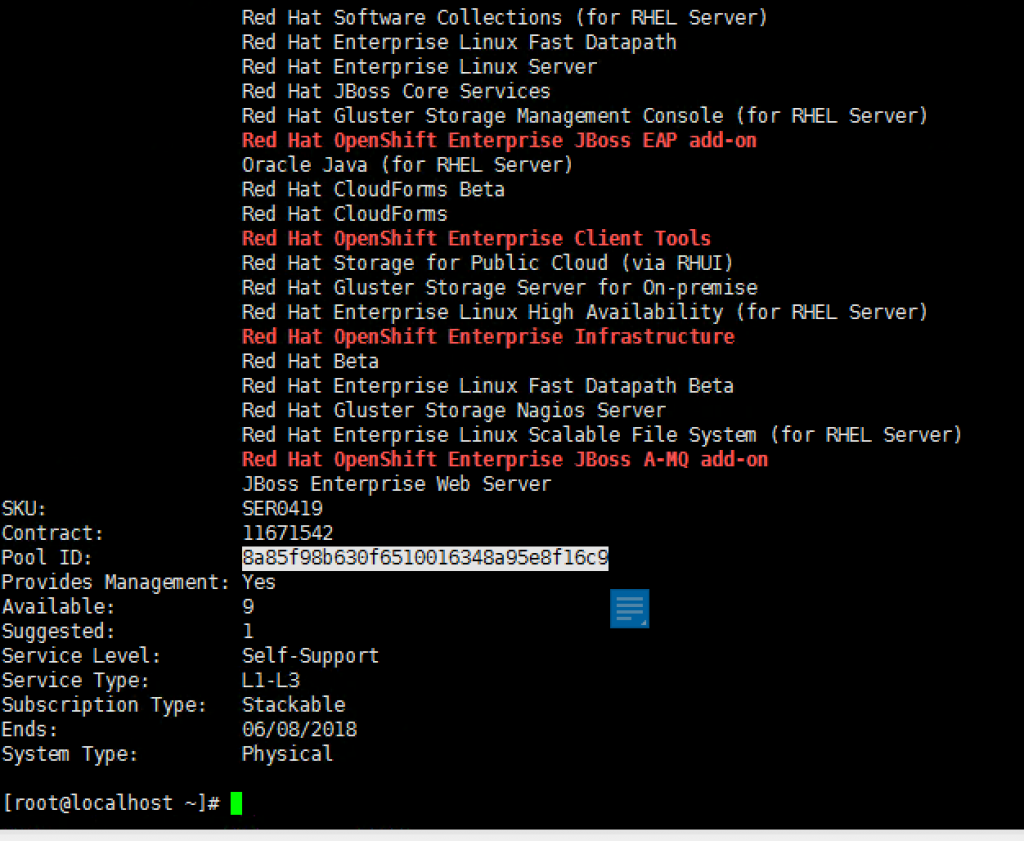 Red Hat Software Collections (for RHEL Server)
Red Hat Enterprise Linux Fast Datapath
Red Hat Enterprise Linux Server
Red Hat JBoss Core Services
Red Hat Gluster Storage Management Console (for RHEL Server)
Red Hat OpenShift Enterprise JBoss EAP add-on
Oracle Java (for RHEL Server)
Red Hat CloudForms Beta
Red Hat CloudForms
Red Hat OpenShift Enterprise Client Tools
Red Hat Storage for Public Cloud (via RHUI)
Red Hat Gluster Storage Server for On-premise
Red Hat Enterprise Linux High Availability (for RHEL Server)
Red Hat OpenShift Enterprise Infrastructure
Red Hat Beta
Red Hat Enterprise Linux Fast Datapath Beta
Red Hat Gluster Storage Nagios Server
Red Hat Enterprise Linux Scalable File System (for RHEL Server)
Red Hat OpenShift Enterprise JBoss A-MQ add-on
JBoss Enterprise Web Server
SKU: SER0419
Contract: 11671542
Pool ID: 8a85f98b630f6510016348a95e8f16c9
Provides Management: Yes
Available: 9
Suggested: 1
Service Level: Self-Support
Service Type: L1-L3
Subscription Type: Stackable
Ends: 06/08/2018
System Type: Physical
[root@localhost ~]#